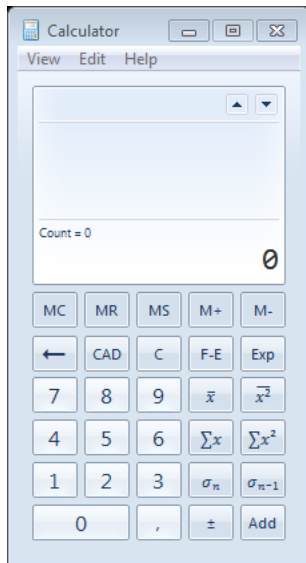 Calculator
View Edit Help
Count = 0
0
MC MR MS M+ M-
← CAD C F-E Exp
7 8 9 x̄ x̄²
4 5 6 ∑x ∑x²
1 2 3 σₙ σₙ₋₁
0 , ± Add